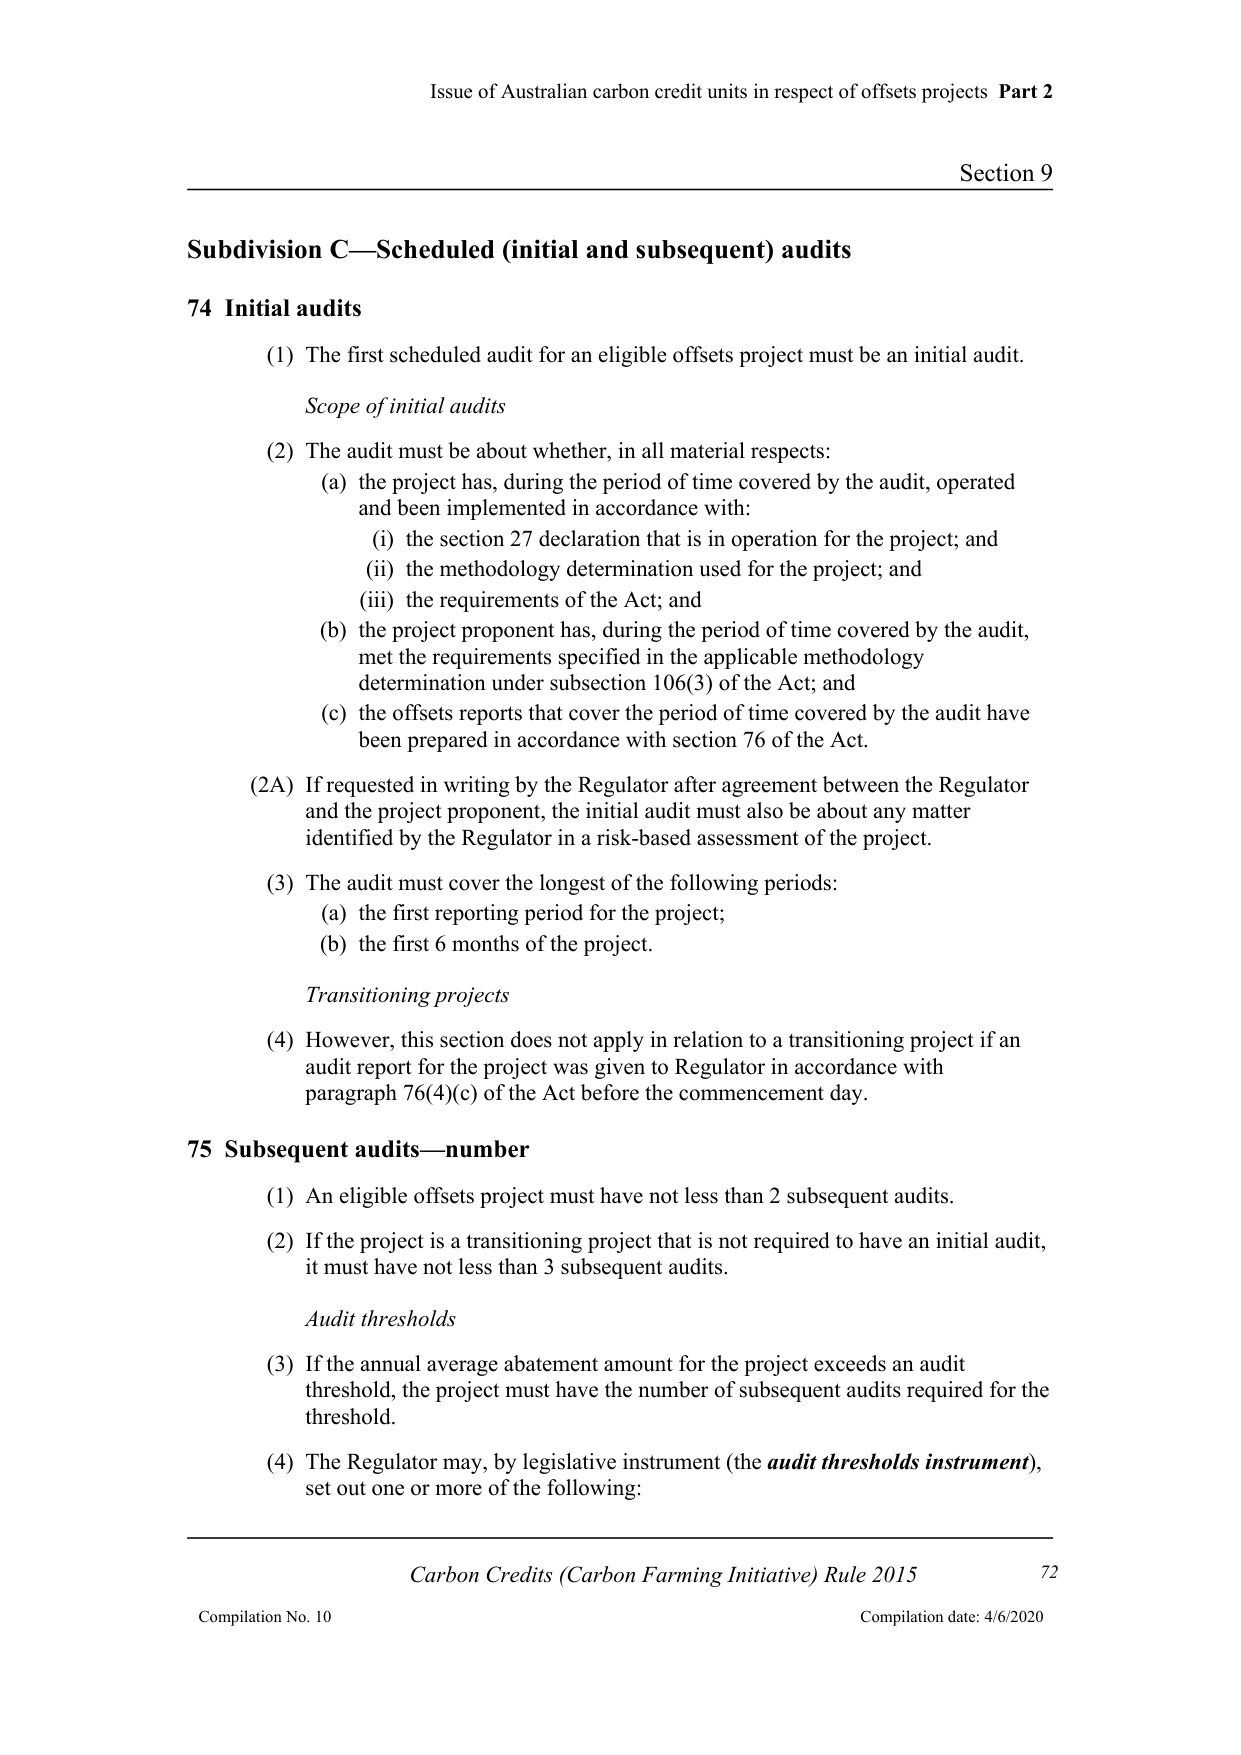 Issue of Australian carbon credit units in respect of offsets projects Part 2
Section 9
Subdivision C—Scheduled (initial and subsequent) audits
74 Initial audits
(1) The first scheduled audit for an eligible offsets project must be an initial audit.
Scope of initial audits
(2) The audit must be about whether, in all material respects:
(a) the project has, during the period of time covered by the audit, operated
and been implemented in accordance with:
(i) the section 27 declaration that is in operation for the project; and
(ii) the methodology determination used for the project; and
(iii) the requirements of the Act; and
(b) the project proponent has, during the period of time covered by the audit,
met the requirements specified in the applicable methodology
determination under subsection 106(3) of the Act; and
(c) the offsets reports that cover the period of time covered by the audit have
been prepared in accordance with section 76 of the Act.
(2A) If requested in writing by the Regulator after agreement between the Regulator
and the project proponent, the initial audit must also be about any matter
identified by the Regulator in a risk-based assessment of the project.
(3) The audit must cover the longest of the following periods:
(a) the first reporting period for the project;
(b) the first 6 months of the project.
Transitioning projects
(4) However, this section does not apply in relation to a transitioning project if an
audit report for the project was given to Regulator in accordance with
paragraph 76(4)(c) of the Act before the commencement day.
75 Subsequent audits—number
(1) An eligible offsets project must have not less than 2 subsequent audits.
(2) If the project is a transitioning project that is not required to have an initial audit,
it must have not less than 3 subsequent audits.
Audit thresholds
(3) If the annual average abatement amount for the project exceeds an audit
threshold, the project must have the number of subsequent audits required for the
threshold.
(4) The Regulator may, by legislative instrument (the audit thresholds instrument),
set out one or more of the following:
Carbon Credits (Carbon Farming Initiative) Rule 2015 72
Compilation No. 10 Compilation date: 4/6/2020